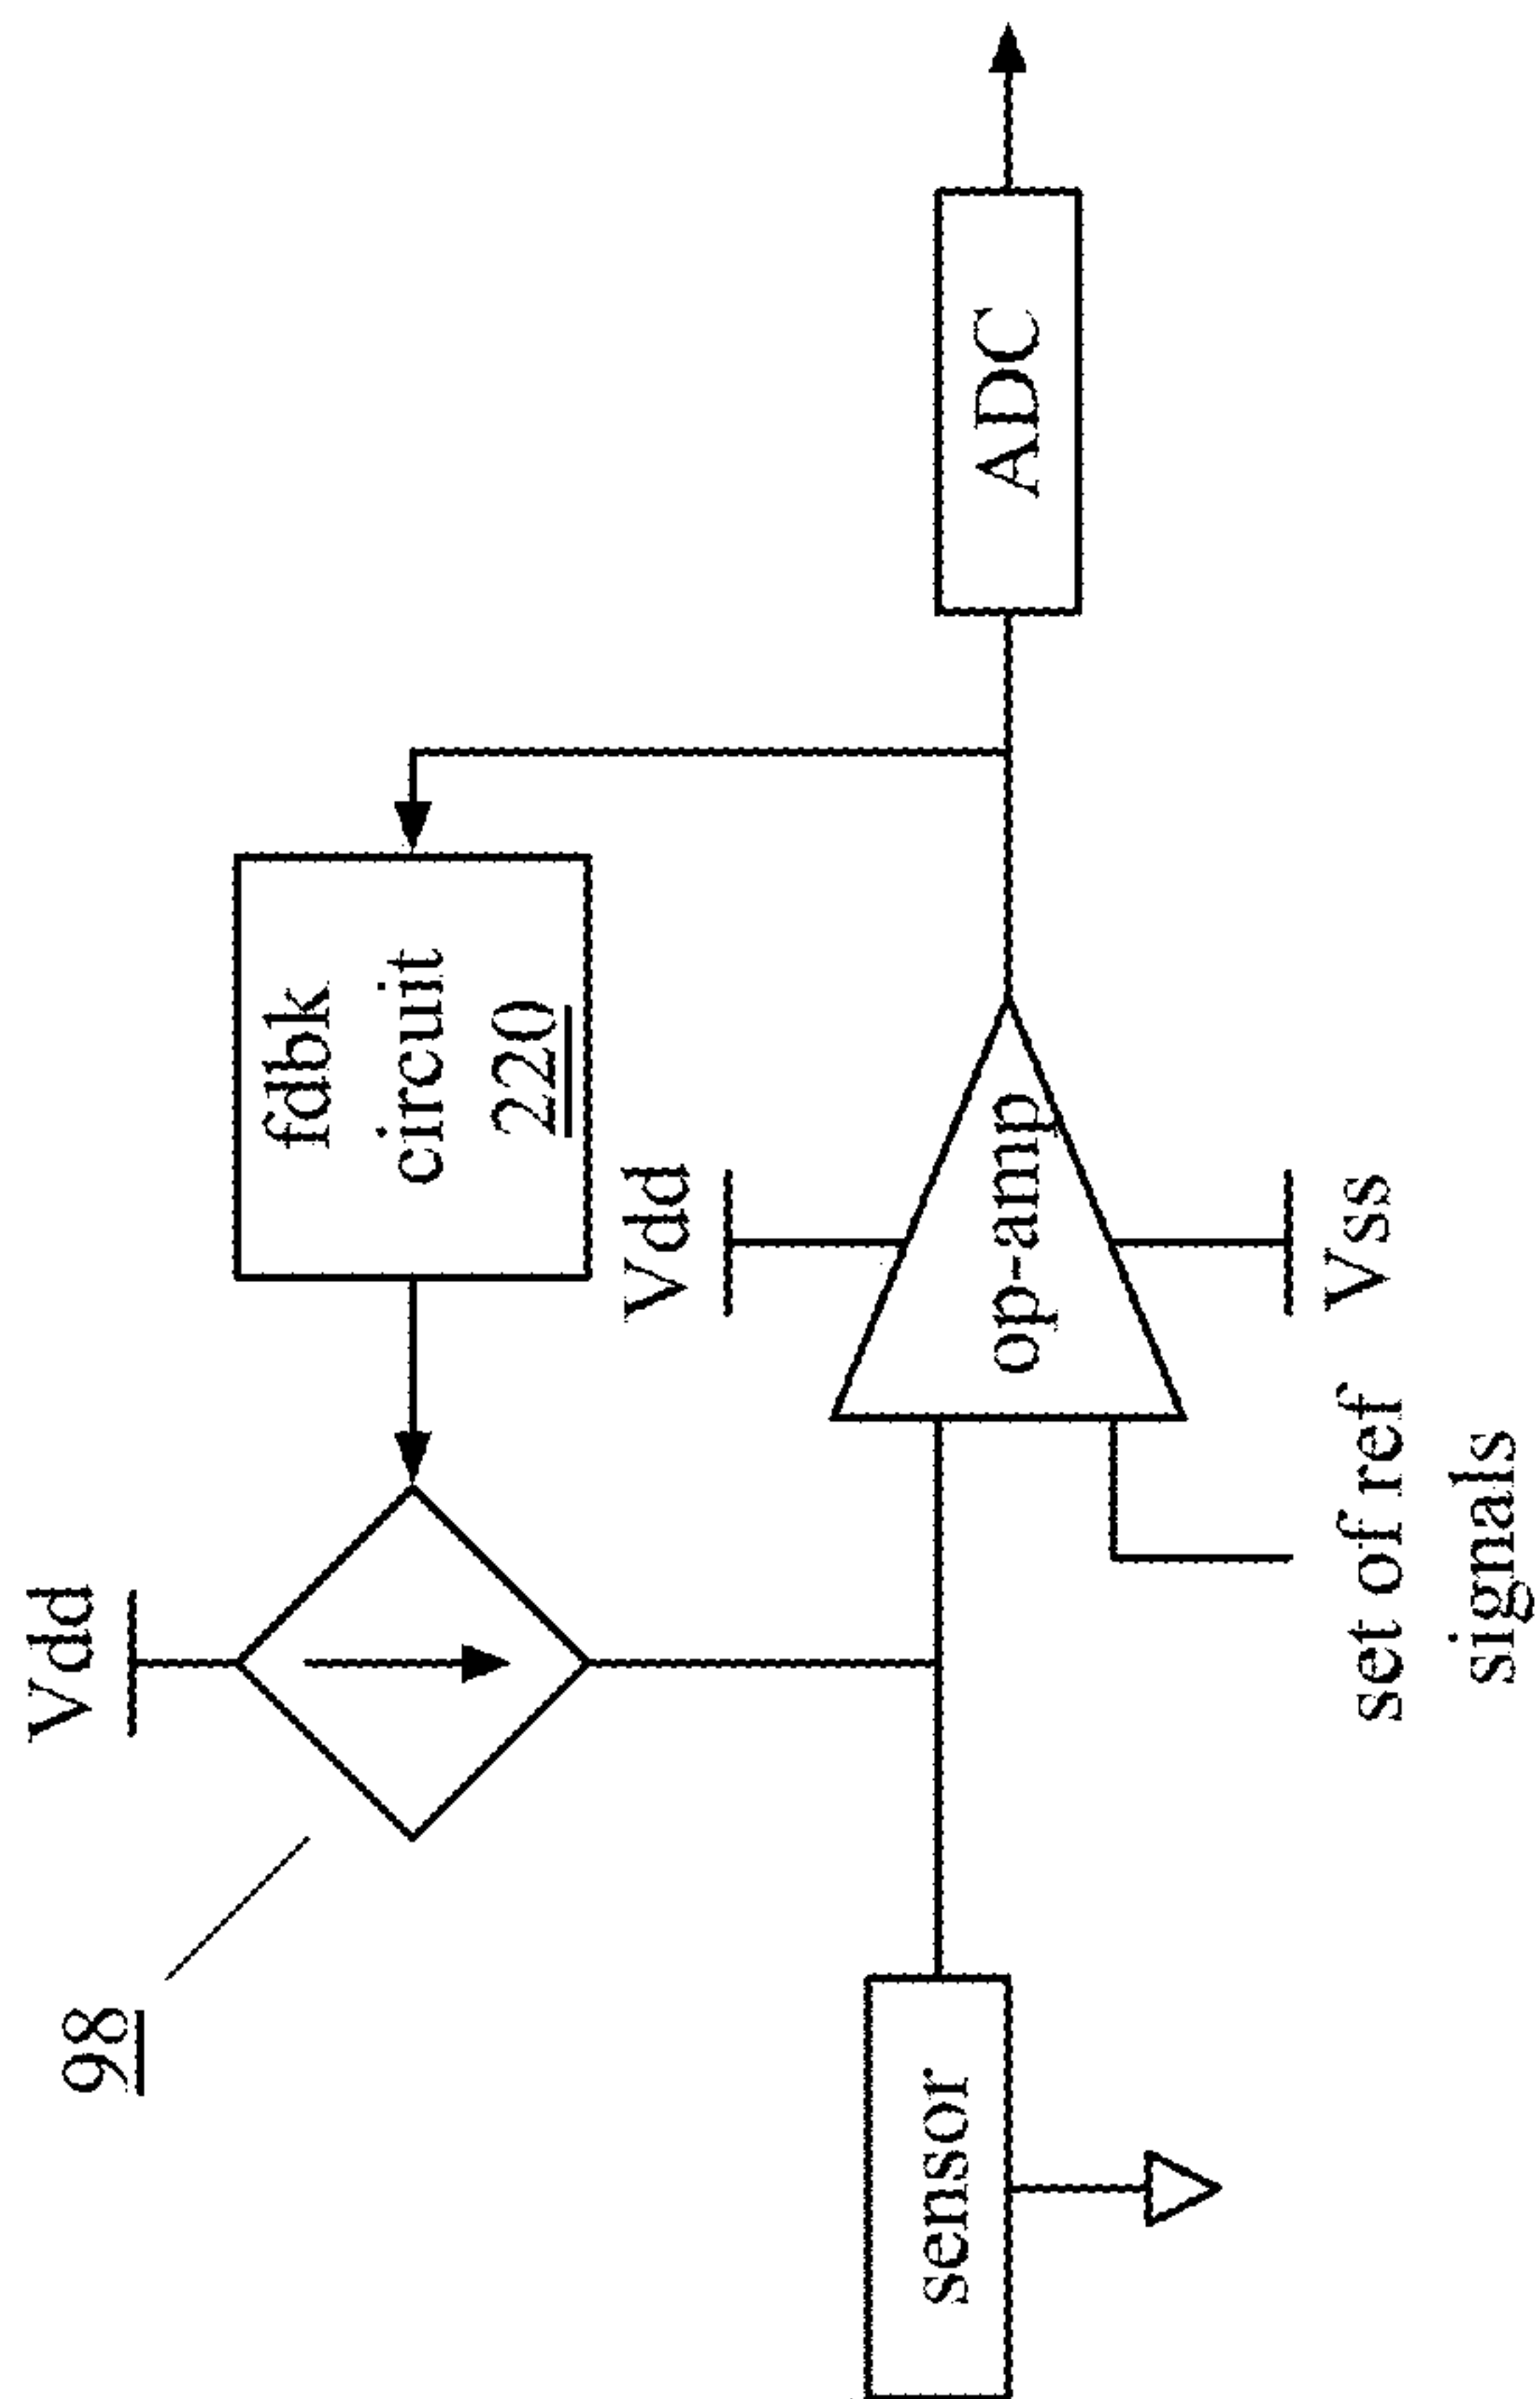 98
Vdd
fdbk
circuit
220
Vdd
sensor
op-amp
ADC
set of ref
signals
Vss